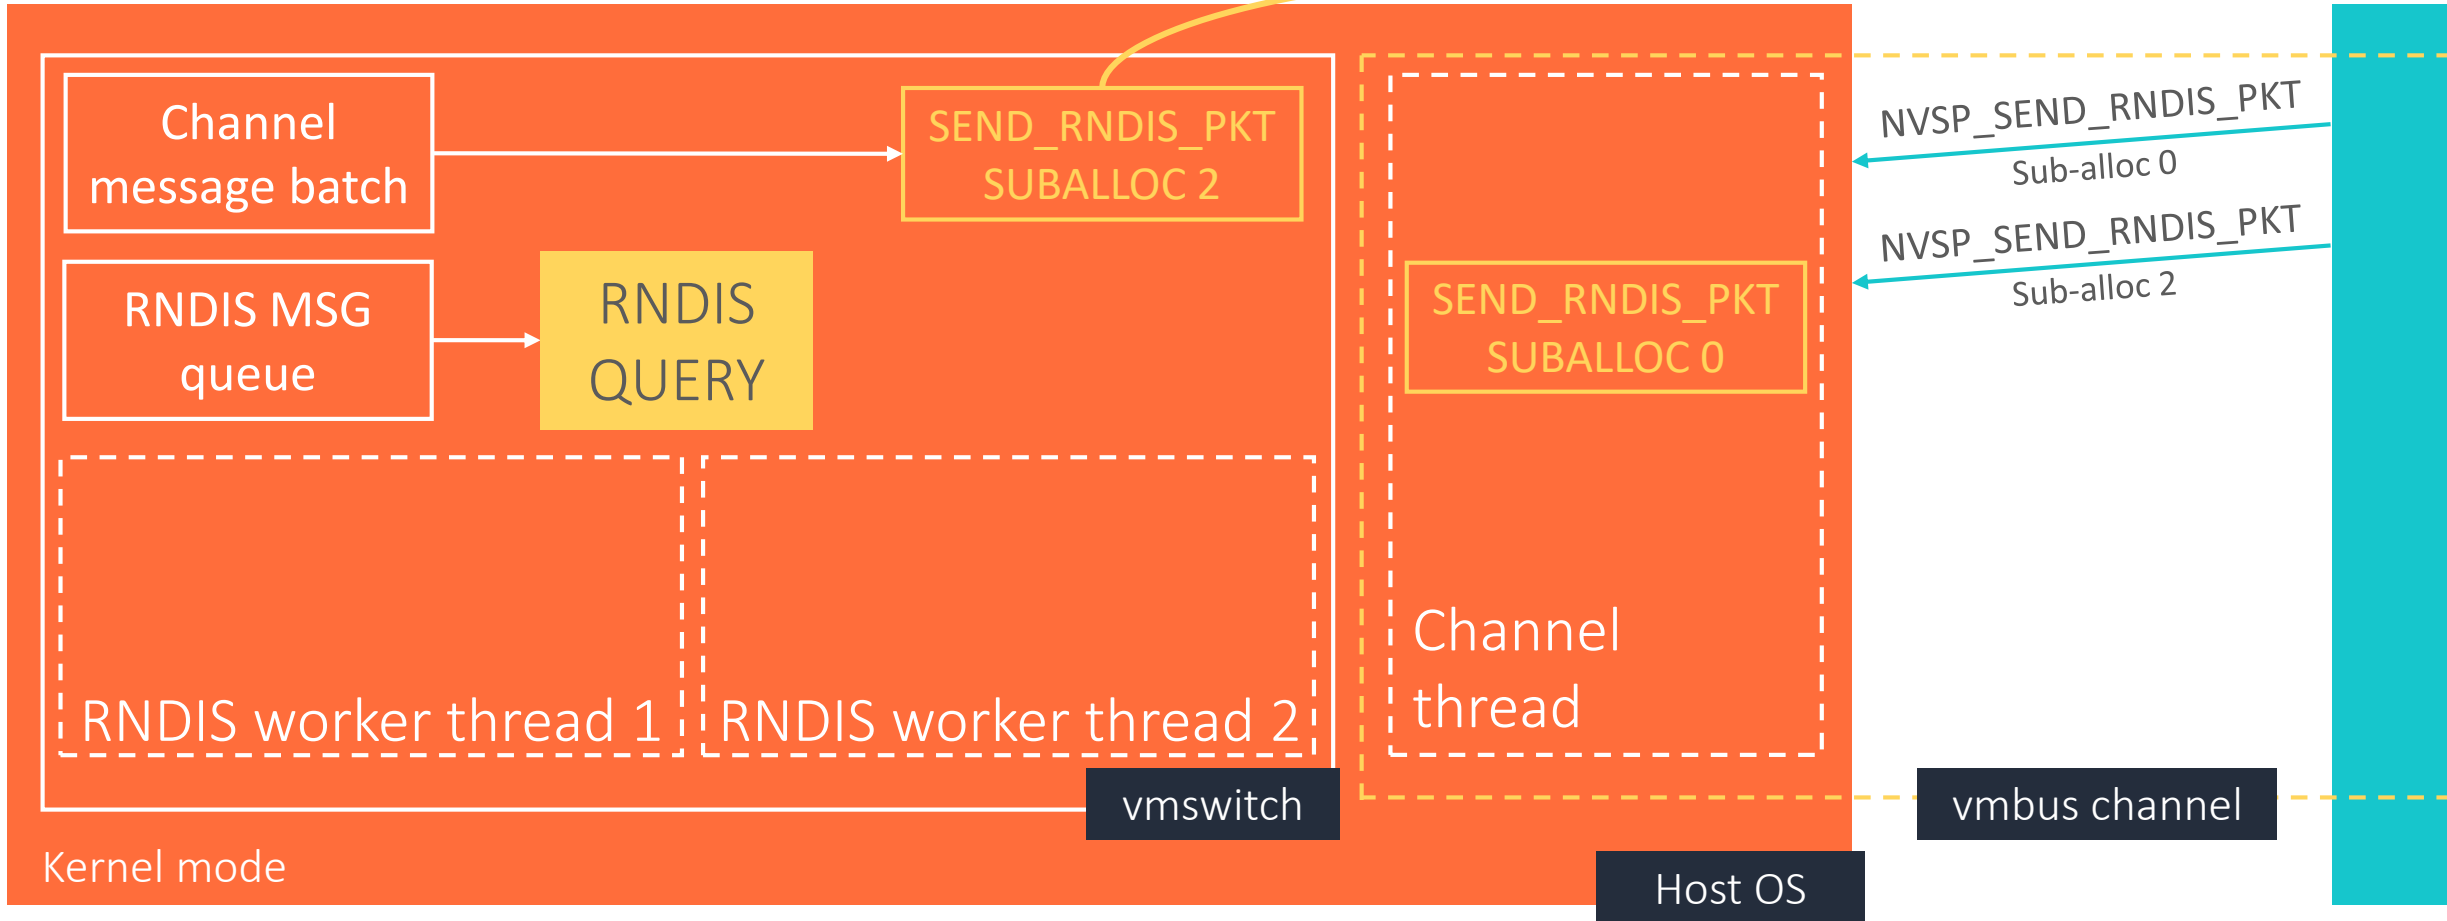 Channel
message batch
SEND_RNDIS_PKT
SUBALLOC 2
RNDIS MSG
queue
RNDIS
QUERY
SEND_RNDIS_PKT
SUBALLOC 0
NVSP_SEND_RNDIS_PKT
Sub-alloc 0
NVSP_SEND_RNDIS_PKT
Sub-alloc 2
RNDIS worker thread 1
RNDIS worker thread 2
Channel
thread
vmswitch
vmbus channel
Kernel mode
Host OS